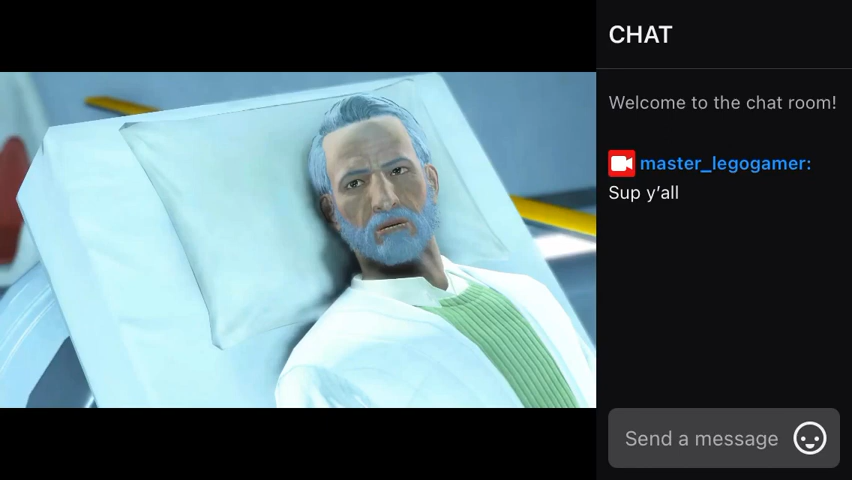 CHAT
Welcome to the chat room!
master_legogamer:
Sup y’all
Send a message